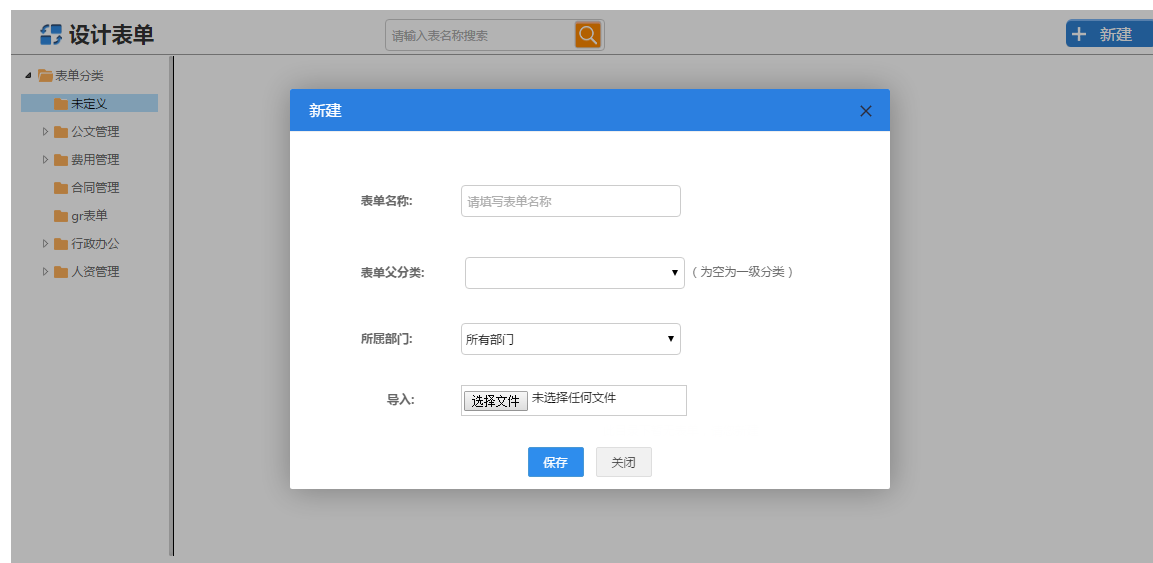 设计表单
请输入表名称搜索
新建
表单分类
未定义
公文管理
费用管理
合同管理
gr表单
行政办公
人资管理
新建
表单名称:
请填写表单名称
表单父分类:
（为空为一级分类）
所属部门:
所有部门
导入:
选择文件 未选择任何文件
保存
关闭